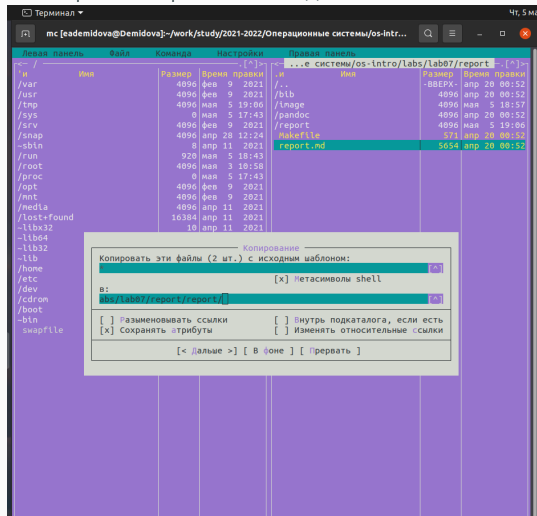 Терминал
Чт, 5 ма
mc [eademidova@Demidova]:~/work/study/2021-2022/Операционные системы/os-intr...
Левая панель Файл Команда Настройки Правая панель
<- / .[^]>
<- ...е системы/os-intro/labs/lab07/report .[^]>
'и Имя Размер Время правки
.и Имя Размер Время правки
/var 4096 фев 9 2021
/usr 4096 фев 9 2021
/tmp 4096 мая 5 19:06
/sys 0 мая 5 17:43
/srv 4096 фев 9 2021
/snap 4096 апр 28 12:24
~sbin 8 апр 11 2021
/run 920 мая 5 18:43
/root 4096 мая 3 10:58
/proc 0 мая 5 17:43
/opt 4096 фев 9 2021
/mnt 4096 фев 9 2021
/media 4096 апр 11 2021
/lost+found 16384 апр 11 2021
~libx32 10 апр 11 2021
~lib64
~lib32
~lib
/home
/etc
/dev
/cdrom
/boot
~bin
swapfile
/.. -ВВЕРХ- апр 20 00:52
/bib 4096 апр 20 00:52
/image 4096 мая 5 18:57
/pandoc 4096 апр 20 00:52
/report 4096 мая 5 19:06
Makefile 571 апр 20 00:52
report.md 5654 апр 20 00:52
Копирование
Копировать эти файлы (2 шт.) с исходным шаблоном:
[^]
[x] Метасимволы shell
в:
abs/lab07/report/report/ [^]
[ ] Разыменовывать ссылки [ ] Внутрь подкаталога, если есть
[x] Сохранять атрибуты [ ] Изменять относительные ссылки
[< Дальше >] [ В фоне ] [ Прервать ]